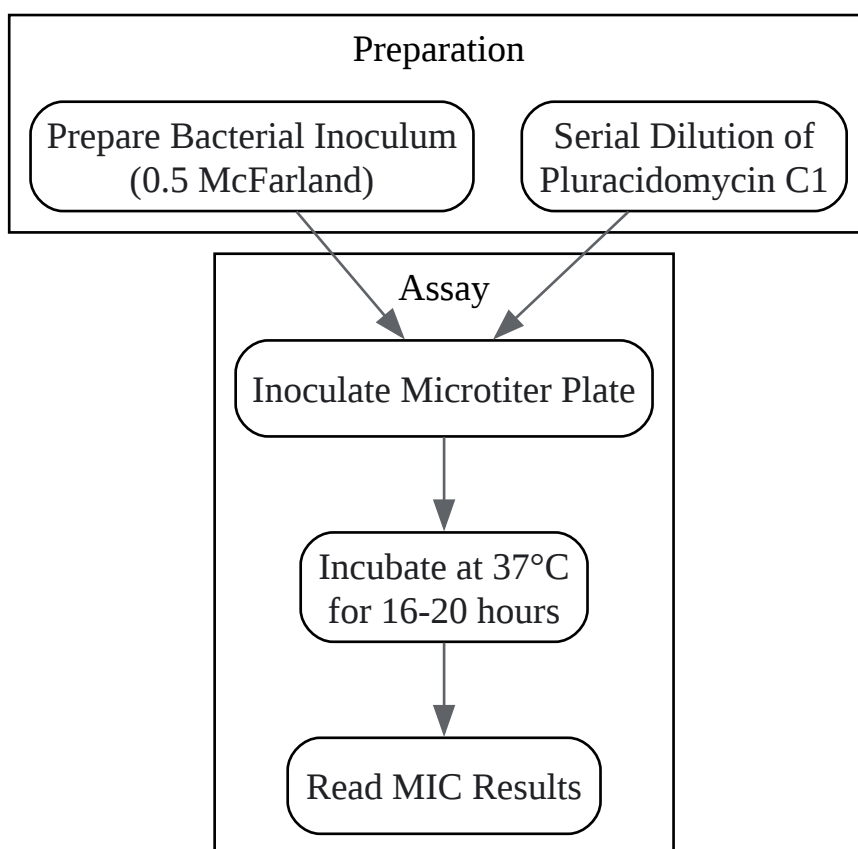 Preparation
Prepare Bacterial Inoculum
(0.5 McFarland)
Serial Dilution of
Pluracidomycin C1
Assay
Inoculate Microtiter Plate
Incubate at 37°C
for 16-20 hours
Read MIC Results